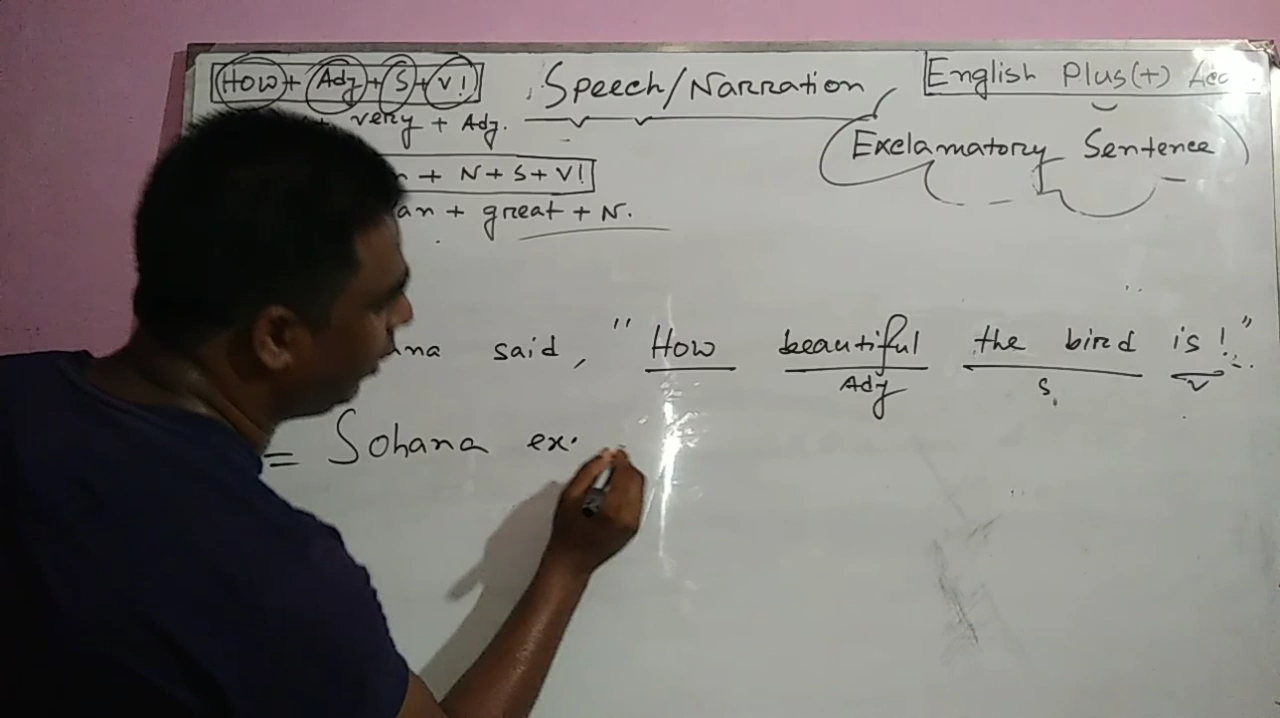 How + Adj + S + V! Speech/Narration English Plus(+)
very + Adj. Exclamatory Sentence
+ N + S + V!
an + great + N.
said, "How beautiful the bird is!"
Adj S V
= Sohana ex.